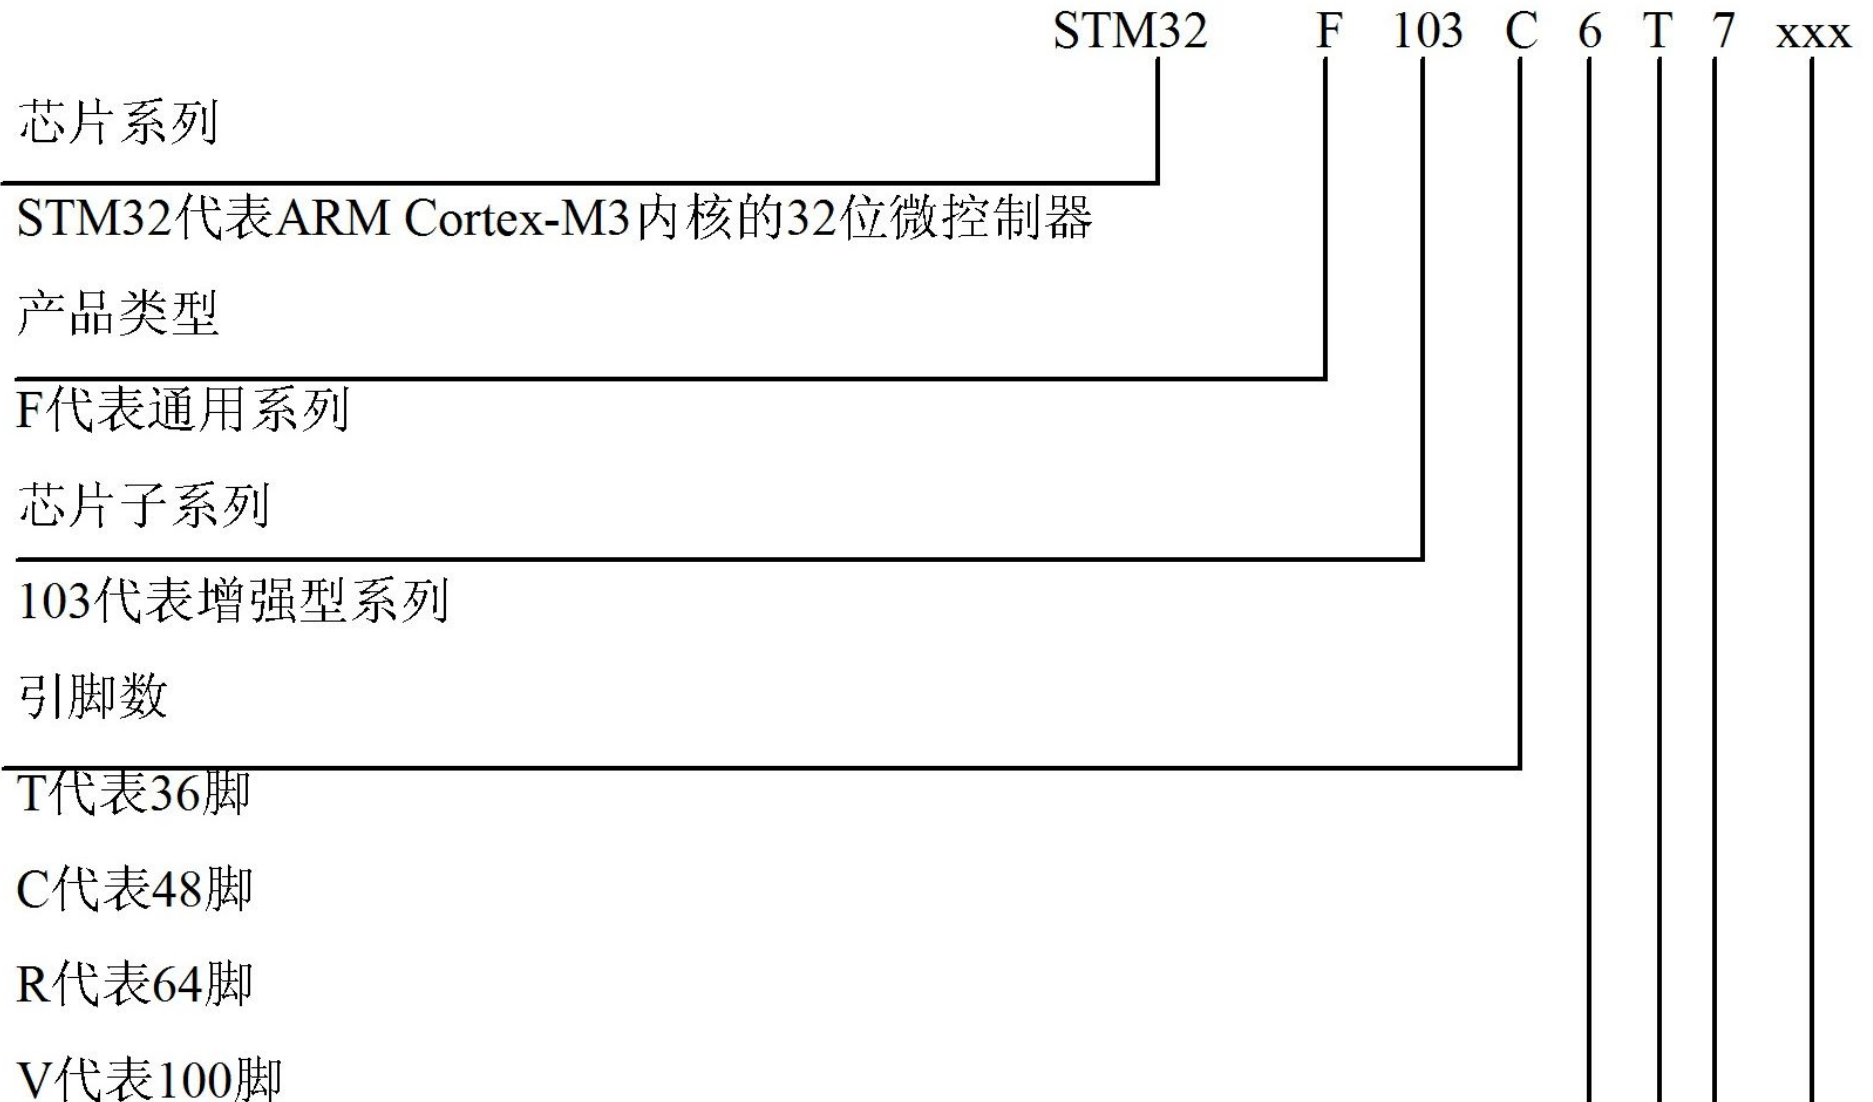 STM32 F 103 C 6 T 7 xxx
芯片系列
STM32代表ARM Cortex-M3内核的32位微控制器
产品类型
F代表通用系列
芯片子系列
103代表增强型系列
引脚数
T代表36脚
C代表48脚
R代表64脚
V代表100脚